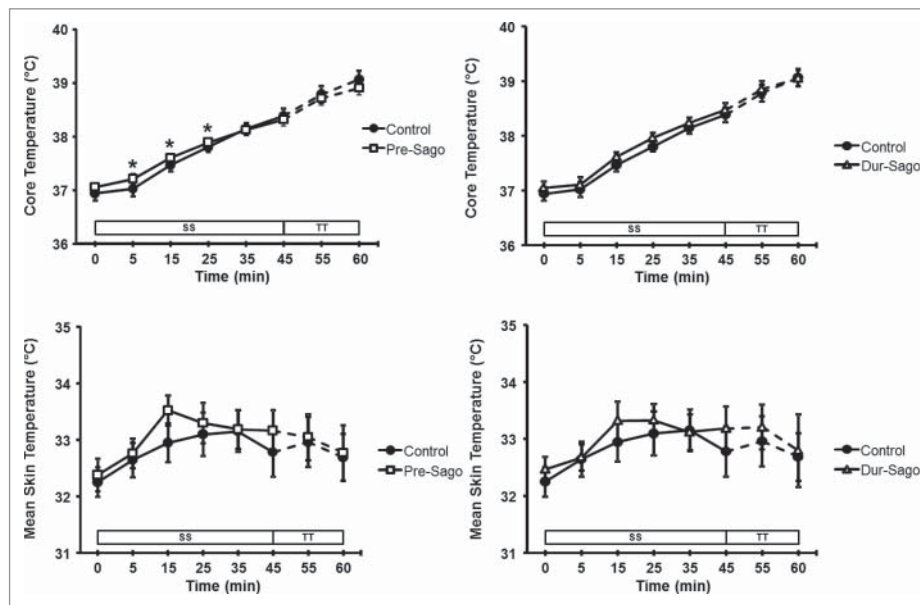 40
39
38
37
36
Core Temperature (°C)
* * *
Control
Pre-Sago
SS TT
0 5 15 25 35 45 55 60
Time (min)
40
39
38
37
36
Core Temperature (°C)
Control
Dur-Sago
SS TT
0 5 15 25 35 45 55 60
Time (min)
35
34
33
32
31
Mean Skin Temperature (°C)
Control
Pre-Sago
SS TT
0 5 15 25 35 45 55 60
Time (min)
35
34
33
32
31
Mean Skin Temperature (°C)
Control
Dur-Sago
SS TT
0 5 15 25 35 45 55 60
Time (min)